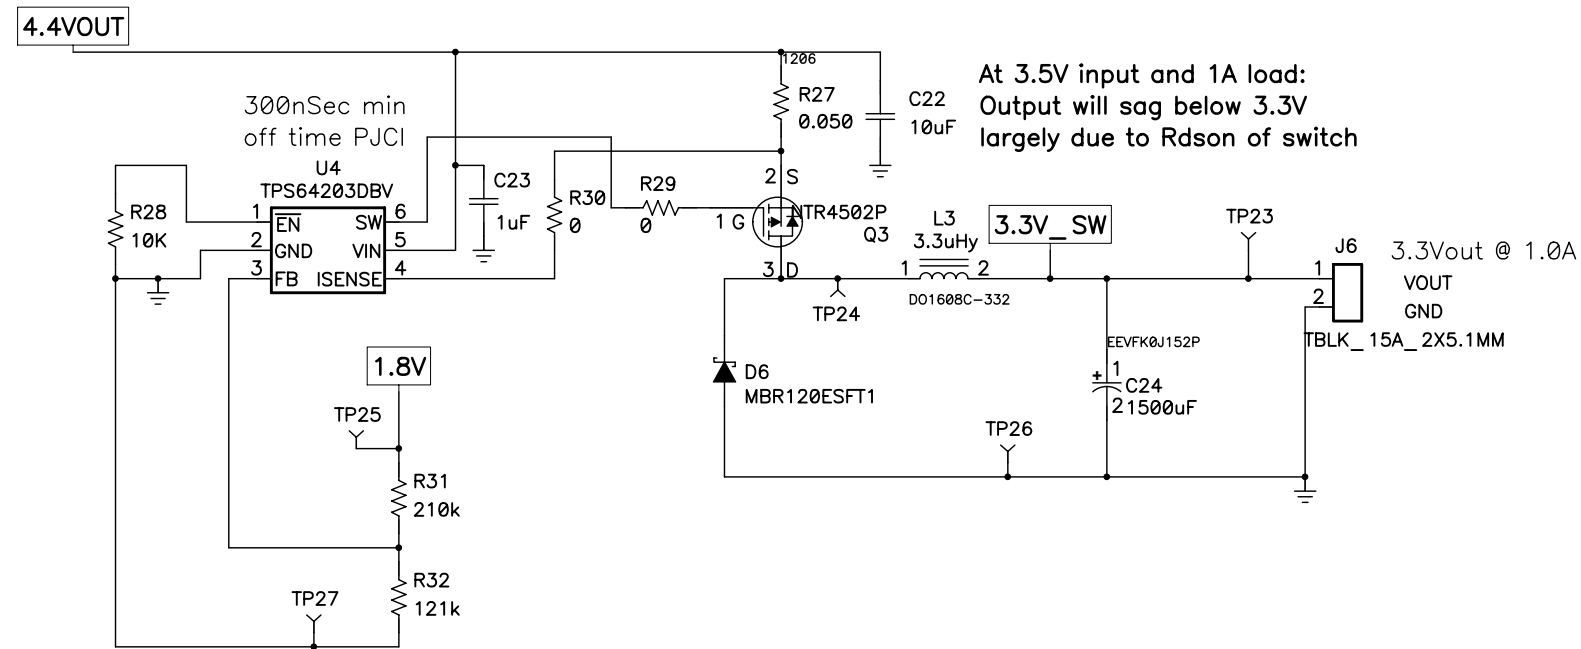 4.4VOUT
1206
At 3.5V input and 1A load:
Output will sag below 3.3V
largely due to Rdson of switch
R27
0.050
C22
10uF
300nSec min
off time PJCI
U4
TPS64203DBV
R28
10K
1 EN SW 6
2 GND VIN 5
3 FB ISENSE 4
C23
1uF
R30
0
R29
0
2 S
1 G
NTR4502P
Q3
3 D
L3
3.3uHy
1 2
DO1608C-332
3.3V_SW
TP23
TP24
J6
3.3Vout @ 1.0A
1
VOUT
2
GND
TBLK_15A_2X5.1MM
EEVFK0J152P
+ 1
C24
2 1500uF
D6
MBR120ESFT1
1.8V
TP25
TP26
R31
210k
R32
121k
TP27